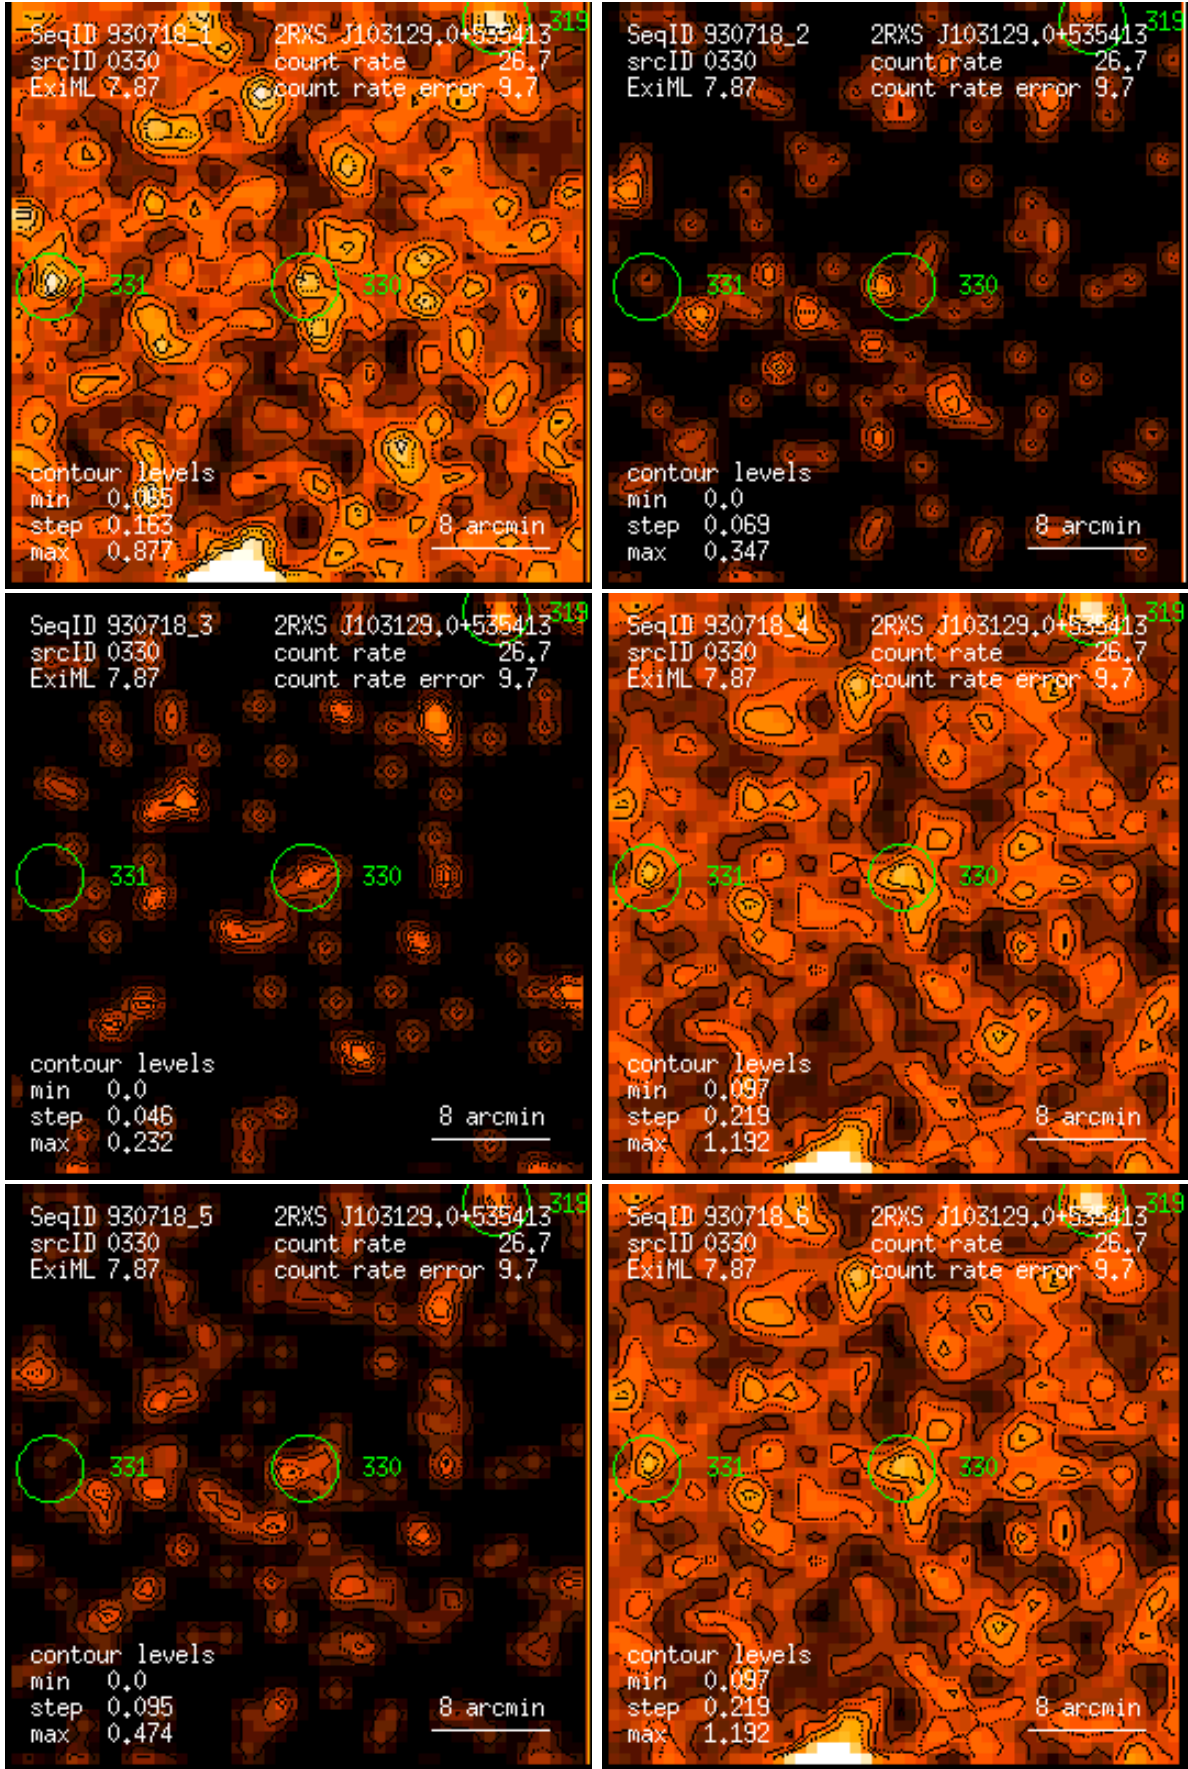 319
SeqID 930718_1 2RXS J103129.0+535413
srcID 0330 count rate 26.7
ExiML 7.87 count rate error 9.7
331 330
contour levels
min 0.065
step 0.163
max 0.877
8 arcmin
319
SeqID 930718_2 2RXS J103129.0+535413
srcID 0330 count rate 26.7
ExiML 7.87 count rate error 9.7
331 330
contour levels
min 0.0
step 0.069
max 0.347
8 arcmin
319
SeqID 930718_3 2RXS J103129.0+535413
srcID 0330 count rate 26.7
ExiML 7.87 count rate error 9.7
331 330
contour levels
min 0.0
step 0.046
max 0.232
8 arcmin
319
SeqID 930718_4 2RXS J103129.0+535413
srcID 0330 count rate 26.7
ExiML 7.87 count rate error 9.7
331 330
contour levels
min 0.097
step 0.219
max 1.192
8 arcmin
319
SeqID 930718_5 2RXS J103129.0+535413
srcID 0330 count rate 26.7
ExiML 7.87 count rate error 9.7
331 330
contour levels
min 0.0
step 0.095
max 0.474
8 arcmin
319
SeqID 930718_6 2RXS J103129.0+535413
srcID 0330 count rate 26.7
ExiML 7.87 count rate error 9.7
331 330
contour levels
min 0.097
step 0.219
max 1.192
8 arcmin